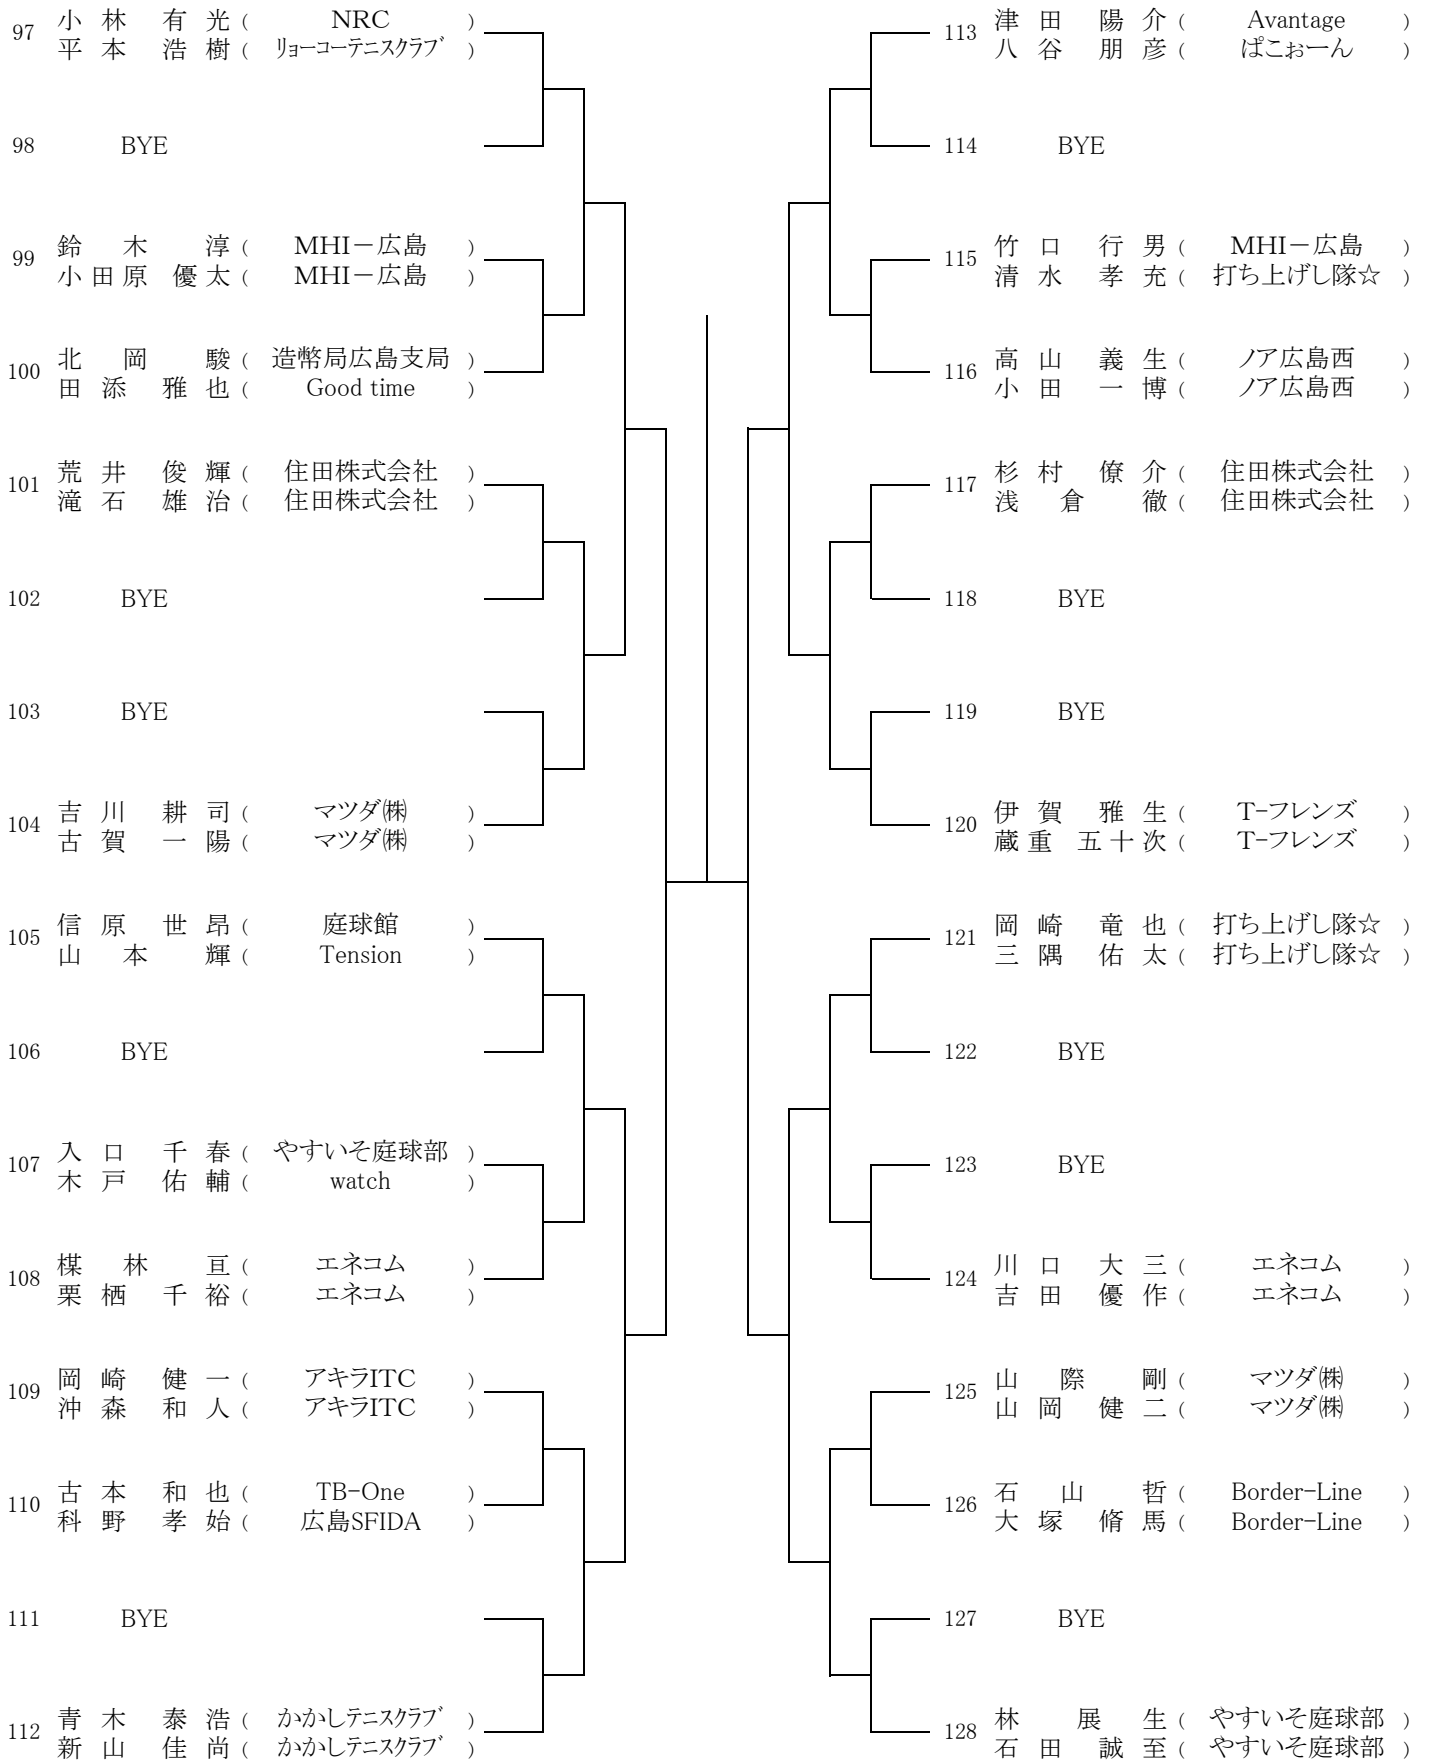 97 小林 有光 ( NRC )
平本 浩樹 ( リョーコーテニスクラブ )
98 BYE
99 鈴木 淳 ( MHI－広島 )
小田原 優太 ( MHI－広島 )
100 北岡 駿 ( 造幣局広島支局 )
田添 雅也 ( Good time )
101 荒井 俊輝 ( 住田株式会社 )
滝石 雄治 ( 住田株式会社 )
102 BYE
103 BYE
104 吉川 耕司 ( マツダ㈱ )
古賀 一陽 ( マツダ㈱ )
105 信原 世昂 ( 庭球館 )
山本 輝 ( Tension )
106 BYE
107 入口 千春 ( やすいそ庭球部 )
木戸 佑輔 ( watch )
108 楳林 亘 ( エネコム )
栗栖 千裕 ( エネコム )
109 岡崎 健一 ( アキラITC )
沖森 和人 ( アキラITC )
110 古本 和也 ( TB-One )
科野 孝始 ( 広島SFIDA )
111 BYE
112 青木 泰浩 ( かかしテニスクラブ )
新山 佳尚 ( かかしテニスクラブ )
113 津田 陽介 ( Avantage )
八谷 朋彦 ( ぱこぉーん )
114 BYE
115 竹口 行男 ( MHI－広島 )
清水 孝充 ( 打ち上げし隊☆ )
116 高山 義生 ( ノア広島西 )
小田 一博 ( ノア広島西 )
117 杉村 僚介 ( 住田株式会社 )
浅倉 徹 ( 住田株式会社 )
118 BYE
119 BYE
120 伊賀 雅生 ( T-フレンズ )
蔵重 五十次 ( T-フレンズ )
121 岡崎 竜也 ( 打ち上げし隊☆ )
三隅 佑太 ( 打ち上げし隊☆ )
122 BYE
123 BYE
124 川口 大三 ( エネコム )
吉田 優作 ( エネコム )
125 山際 剛 ( マツダ㈱ )
山岡 健二 ( マツダ㈱ )
126 石山 哲 ( Border-Line )
大塚 脩馬 ( Border-Line )
127 BYE
128 林 展生 ( やすいそ庭球部 )
石田 誠至 ( やすいそ庭球部 )